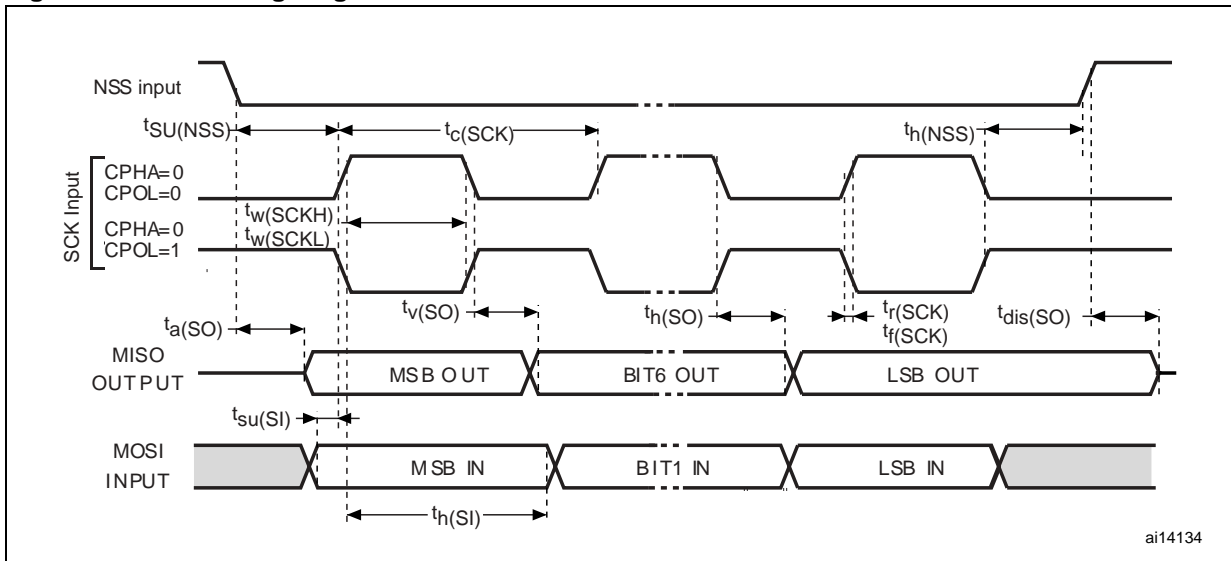 NSS input
tSU(NSS)
tc(SCK)
th(NSS)
SCK Input
CPHA=0
CPOL=0
tw(SCKH)
tw(SCKL)
CPHA=0
CPOL=1
ta(SO)
tv(SO)
th(SO)
tr(SCK)
tf(SCK)
tdis(SO)
MISO
OUTPUT
MSB OUT
BIT6 OUT
LSB OUT
tsu(SI)
MOSI
INPUT
MSB IN
BIT1 IN
LSB IN
th(SI)
ai14134